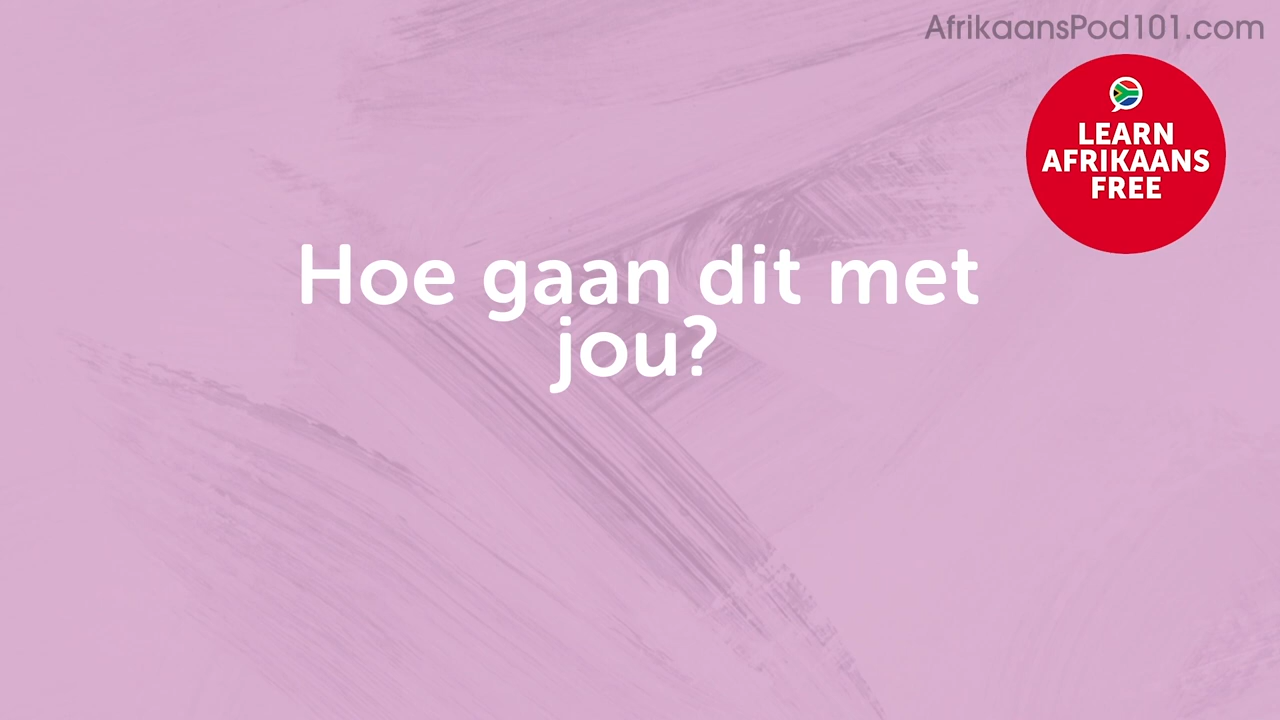 AfrikaansPod101.com
LEARN
AFRIKAANS
FREE
Hoe gaan dit met
jou?